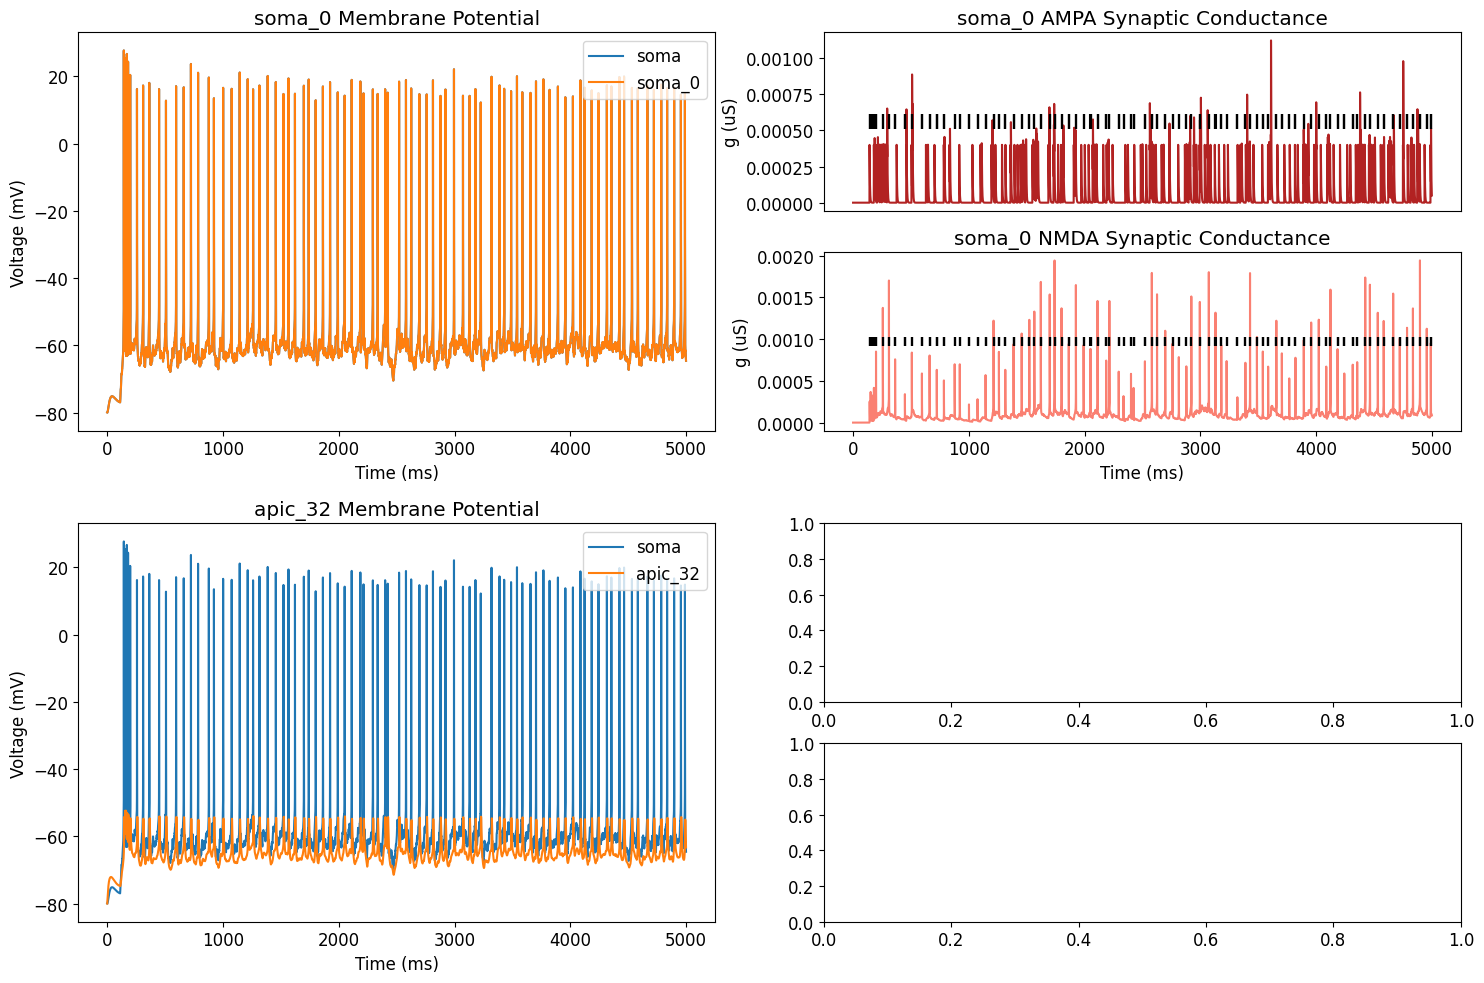 soma_0 Membrane Potential
Voltage (mV)
20
0
−20
−40
−60
−80
soma
soma_0
0 1000 2000 3000 4000 5000
Time (ms)
soma_0 AMPA Synaptic Conductance
g (uS)
0.00100
0.00075
0.00050
0.00025
0.00000
soma_0 NMDA Synaptic Conductance
g (uS)
0.0020
0.0015
0.0010
0.0005
0.0000
0 1000 2000 3000 4000 5000
Time (ms)
apic_32 Membrane Potential
Voltage (mV)
20
0
−20
−40
−60
−80
soma
apic_32
0 1000 2000 3000 4000 5000
Time (ms)
1.0
0.8
0.6
0.4
0.2
0.0
0.0 0.2 0.4 0.6 0.8 1.0
1.0
0.8
0.6
0.4
0.2
0.0
0.0 0.2 0.4 0.6 0.8 1.0